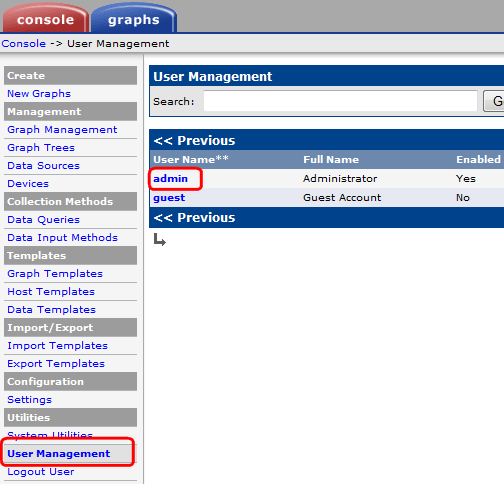 console graphs
Console -> User Management
Create
New Graphs
Management
Graph Management
Graph Trees
Data Sources
Devices
Collection Methods
Data Queries
Data Input Methods
Templates
Graph Templates
Host Templates
Data Templates
Import/Export
Import Templates
Export Templates
Configuration
Settings
Utilities
System Utilities
User Management
Logout User
User Management
Search: G
<< Previous
User Name** Full Name Enabled
admin Administrator Yes
guest Guest Account No
<< Previous